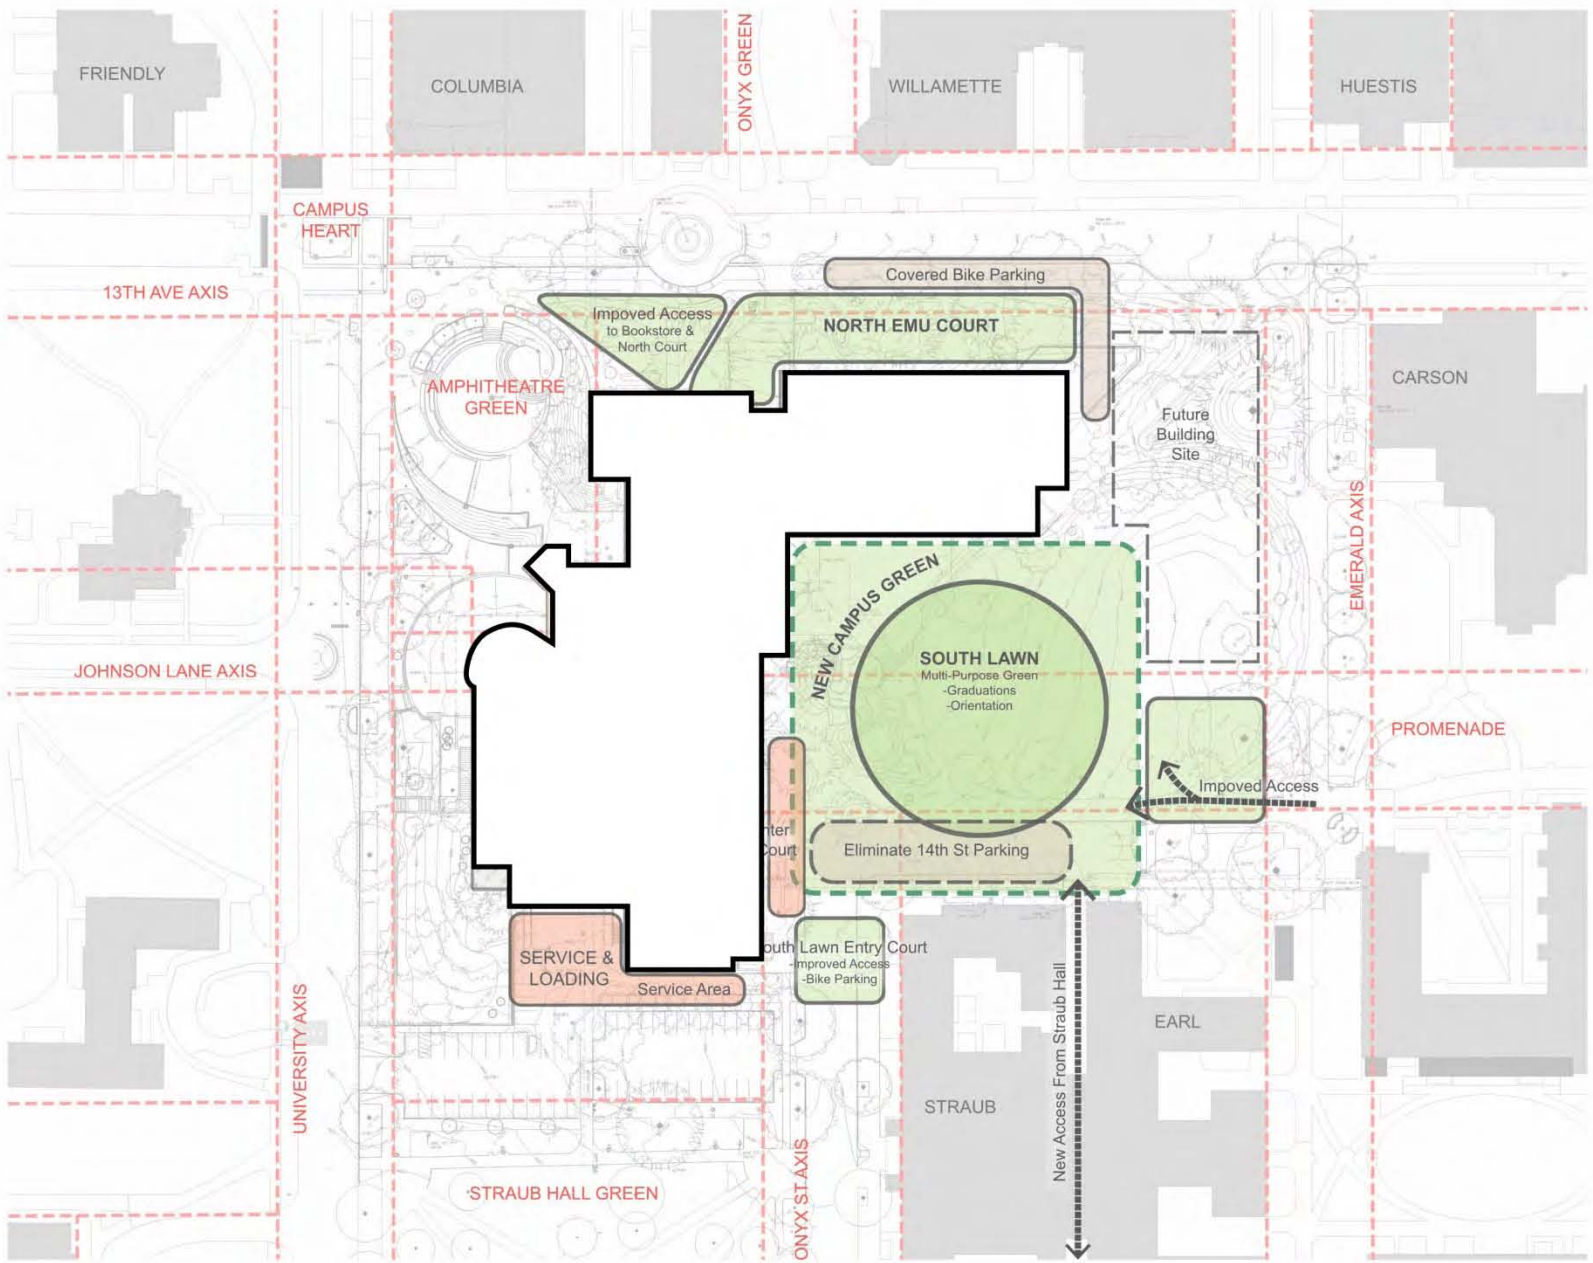 FRIENDLY
COLUMBIA
ONYX GREEN
WILLAMETTE
HUESTIS
CAMPUS
HEART
13TH AVE AXIS
Covered Bike Parking
Impoved Access
to Bookstore &
North Court
NORTH EMU COURT
AMPHITHEATRE
GREEN
CARSON
Future
Building
Site
EMERALD AXIS
NEW CAMPUS GREEN
SOUTH LAWN
Multi-Purpose Green
-Graduations
-Orientation
JOHNSON LANE AXIS
PROMENADE
Impoved Access
nter
Court
Eliminate 14th St Parking
SERVICE &
LOADING
Service Area
outh Lawn Entry Court
-Improved Access
-Bike Parking
UNIVERSITY AXIS
New Access From Straub Hall
EARL
STRAUB
STRAUB HALL GREEN
ONYX ST AXIS